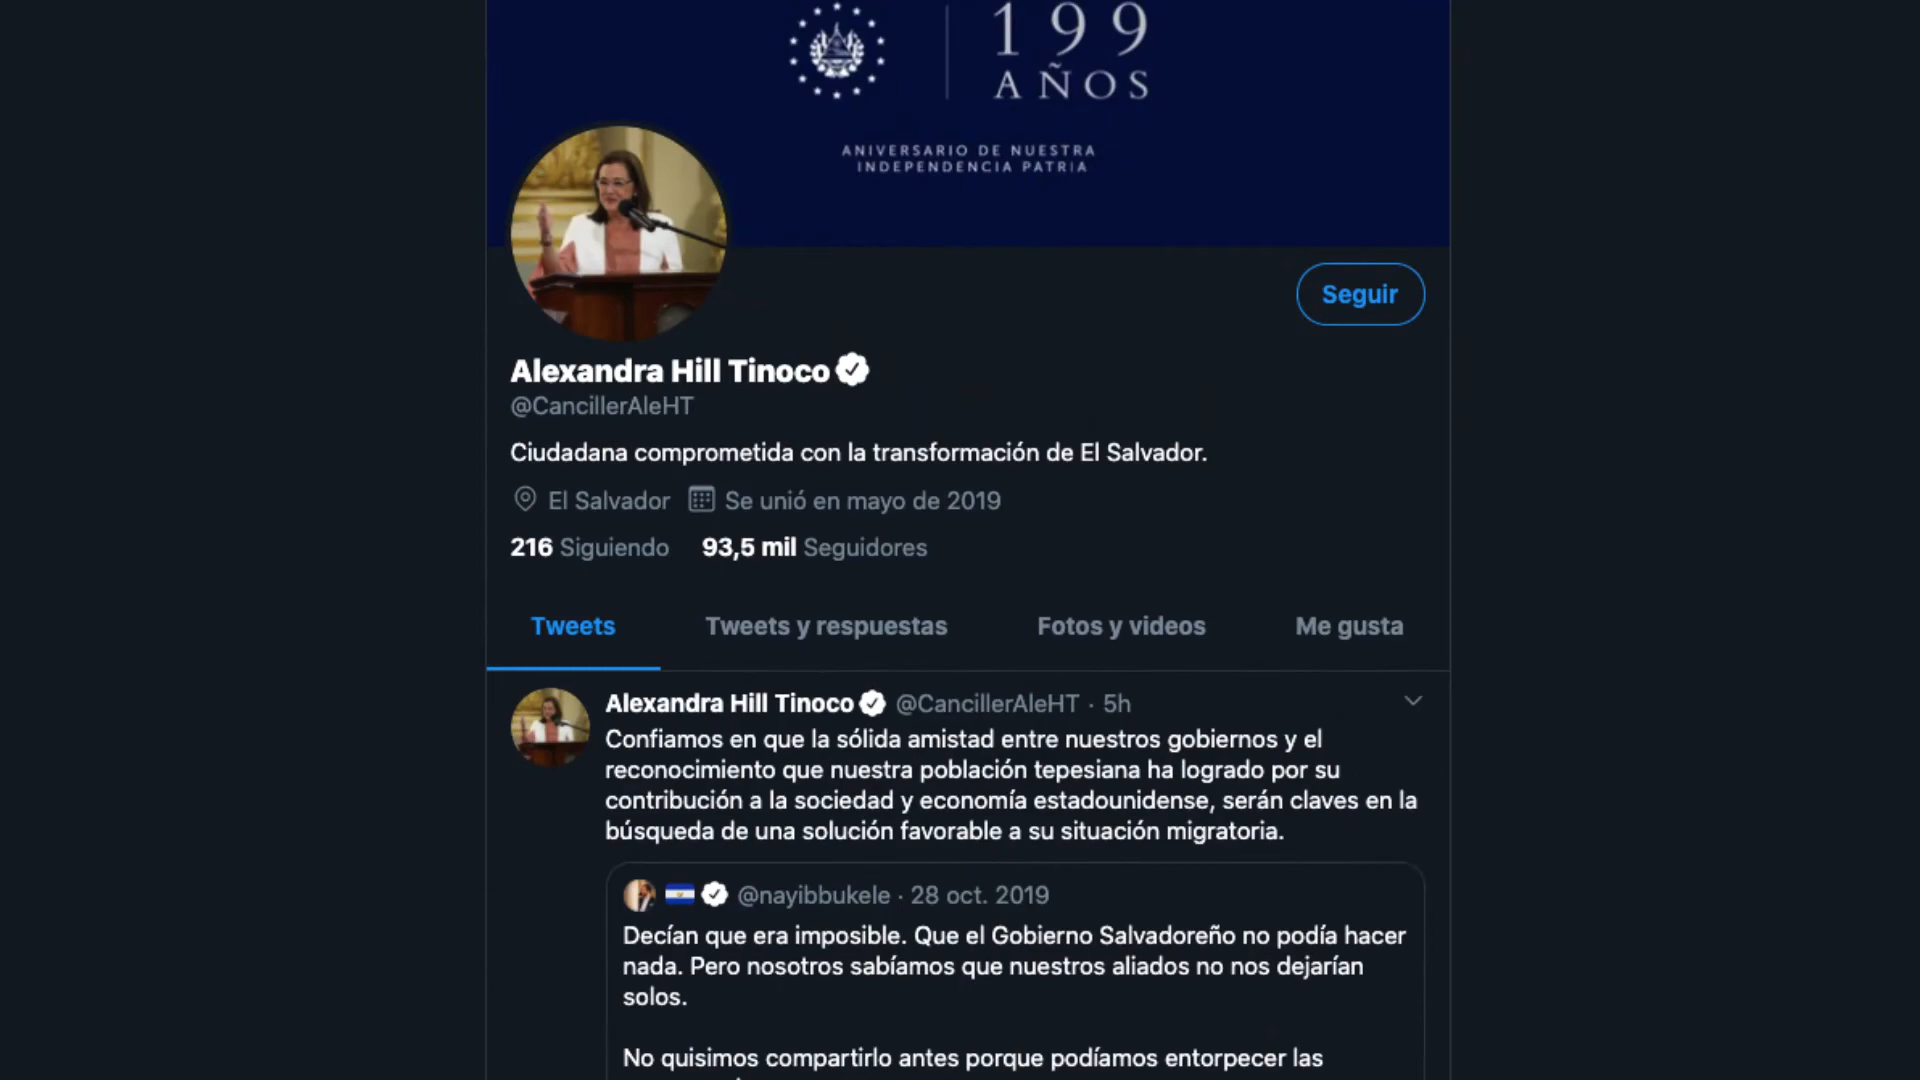 199
AÑOS
ANIVERSARIO DE NUESTRA
INDEPENDENCIA PATRIA
Seguir
Alexandra Hill Tinoco
@CancillerAleHT
Ciudadana comprometida con la transformación de El Salvador.
El Salvador Se unió en mayo de 2019
216 Siguiendo 93,5 mil Seguidores
Tweets Tweets y respuestas Fotos y videos Me gusta
Alexandra Hill Tinoco @CancillerAleHT · 5h
Confiamos en que la sólida amistad entre nuestros gobiernos y el
reconocimiento que nuestra población tepesiana ha logrado por su
contribución a la sociedad y economía estadounidense, serán claves en la
búsqueda de una solución favorable a su situación migratoria.
@nayibbukele · 28 oct. 2019
Decían que era imposible. Que el Gobierno Salvadoreño no podía hacer
nada. Pero nosotros sabíamos que nuestros aliados no nos dejarían
solos.
No quisimos compartirlo antes porque podíamos entorpecer las